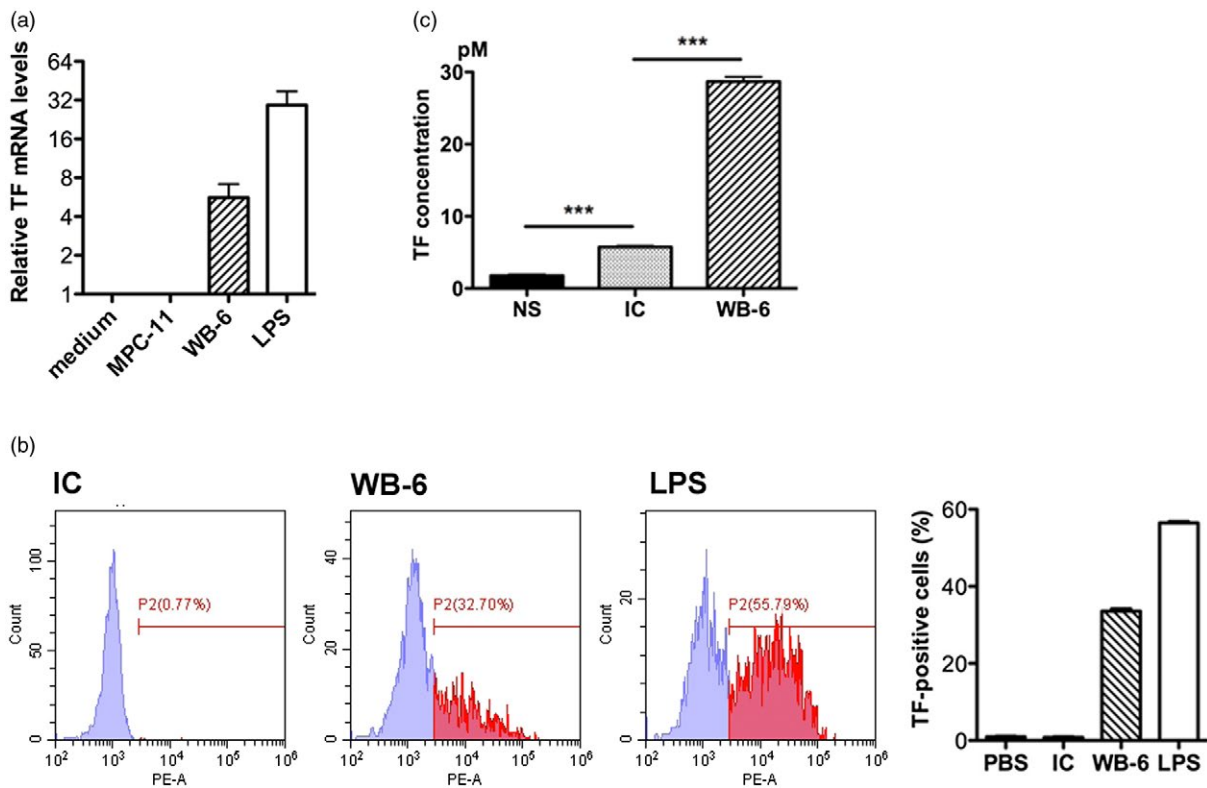 (a)
Relative TF mRNA levels
64
32
16
8
4
2
1
medium
MPC-11
WB-6
LPS
(c)
pM
TF concentration
30
20
10
0
***
***
NS
IC
WB-6
(b)
IC
Count
100
50
0
P2(0.77%)
10² 10³ 10⁴ 10⁵ 10⁶
PE-A
WB-6
Count
40
20
0
P2(32.70%)
10² 10³ 10⁴ 10⁵ 10⁶
PE-A
LPS
Count
20
0
P2(55.79%)
10² 10³ 10⁴ 10⁵ 10⁶
PE-A
TF-positive cells (%)
60
40
20
0
PBS
IC
WB-6
LPS